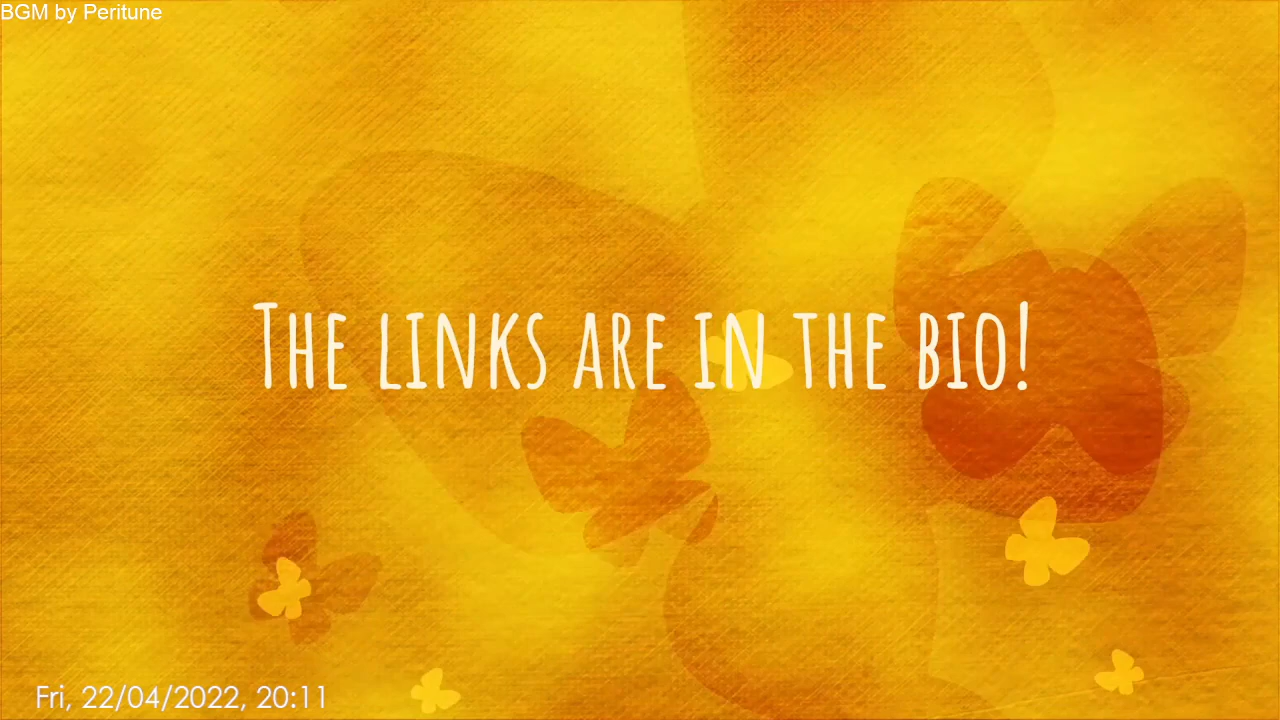 BGM by Peritune
The links are in the bio!
Fri, 22/04/2022, 20:11